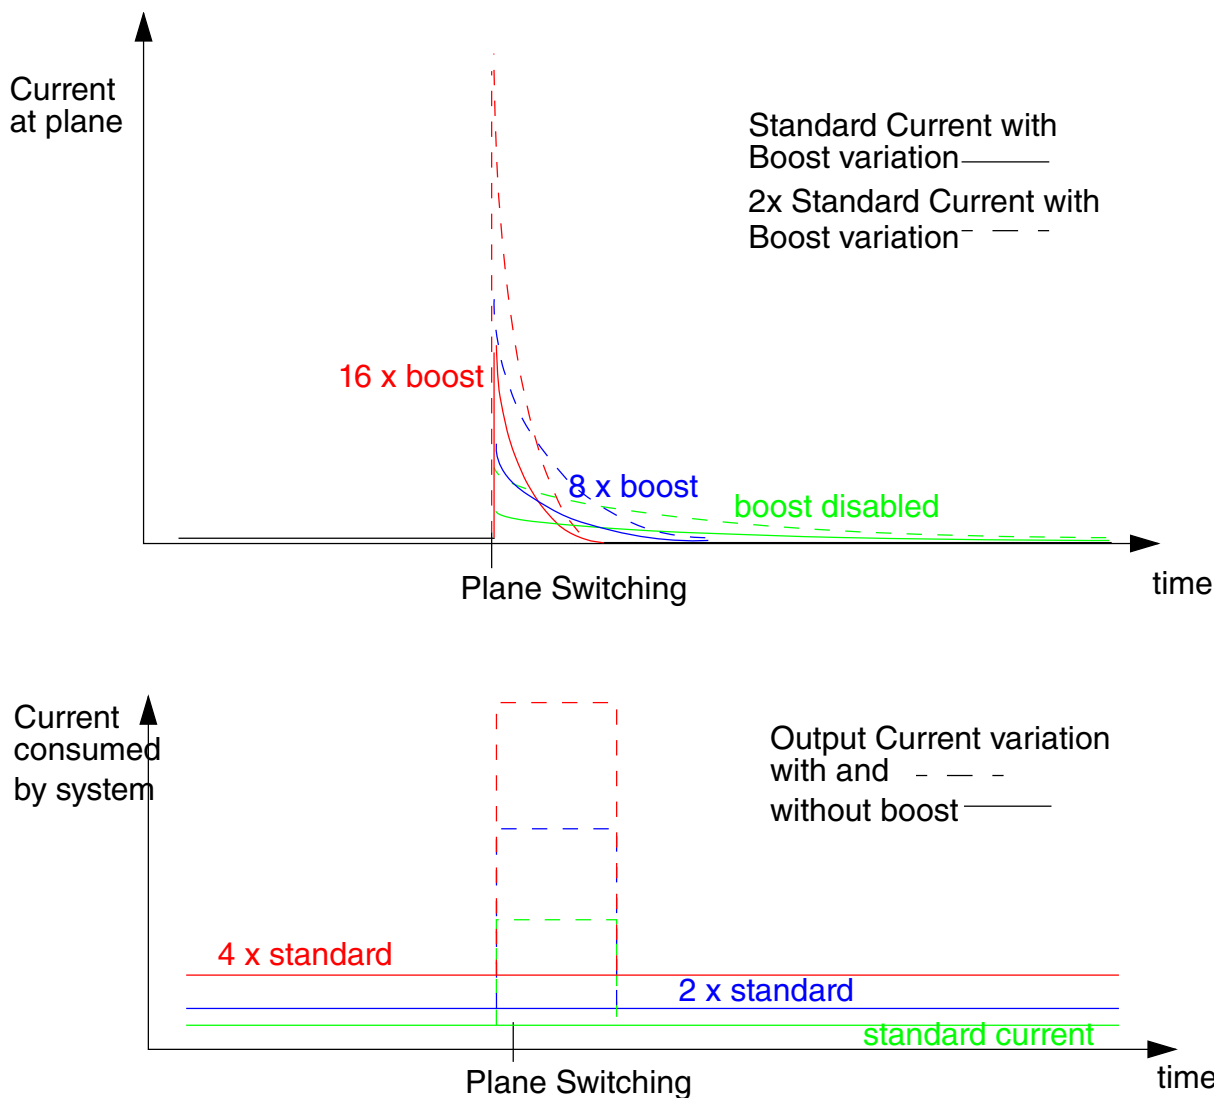 Current
at plane
Standard Current with
Boost variation
2x Standard Current with
Boost variation
16 x boost
8 x boost
boost disabled
Plane Switching
time
Current
consumed
by system
Output Current variation
with and
without boost
4 x standard
2 x standard
standard current
Plane Switching
time